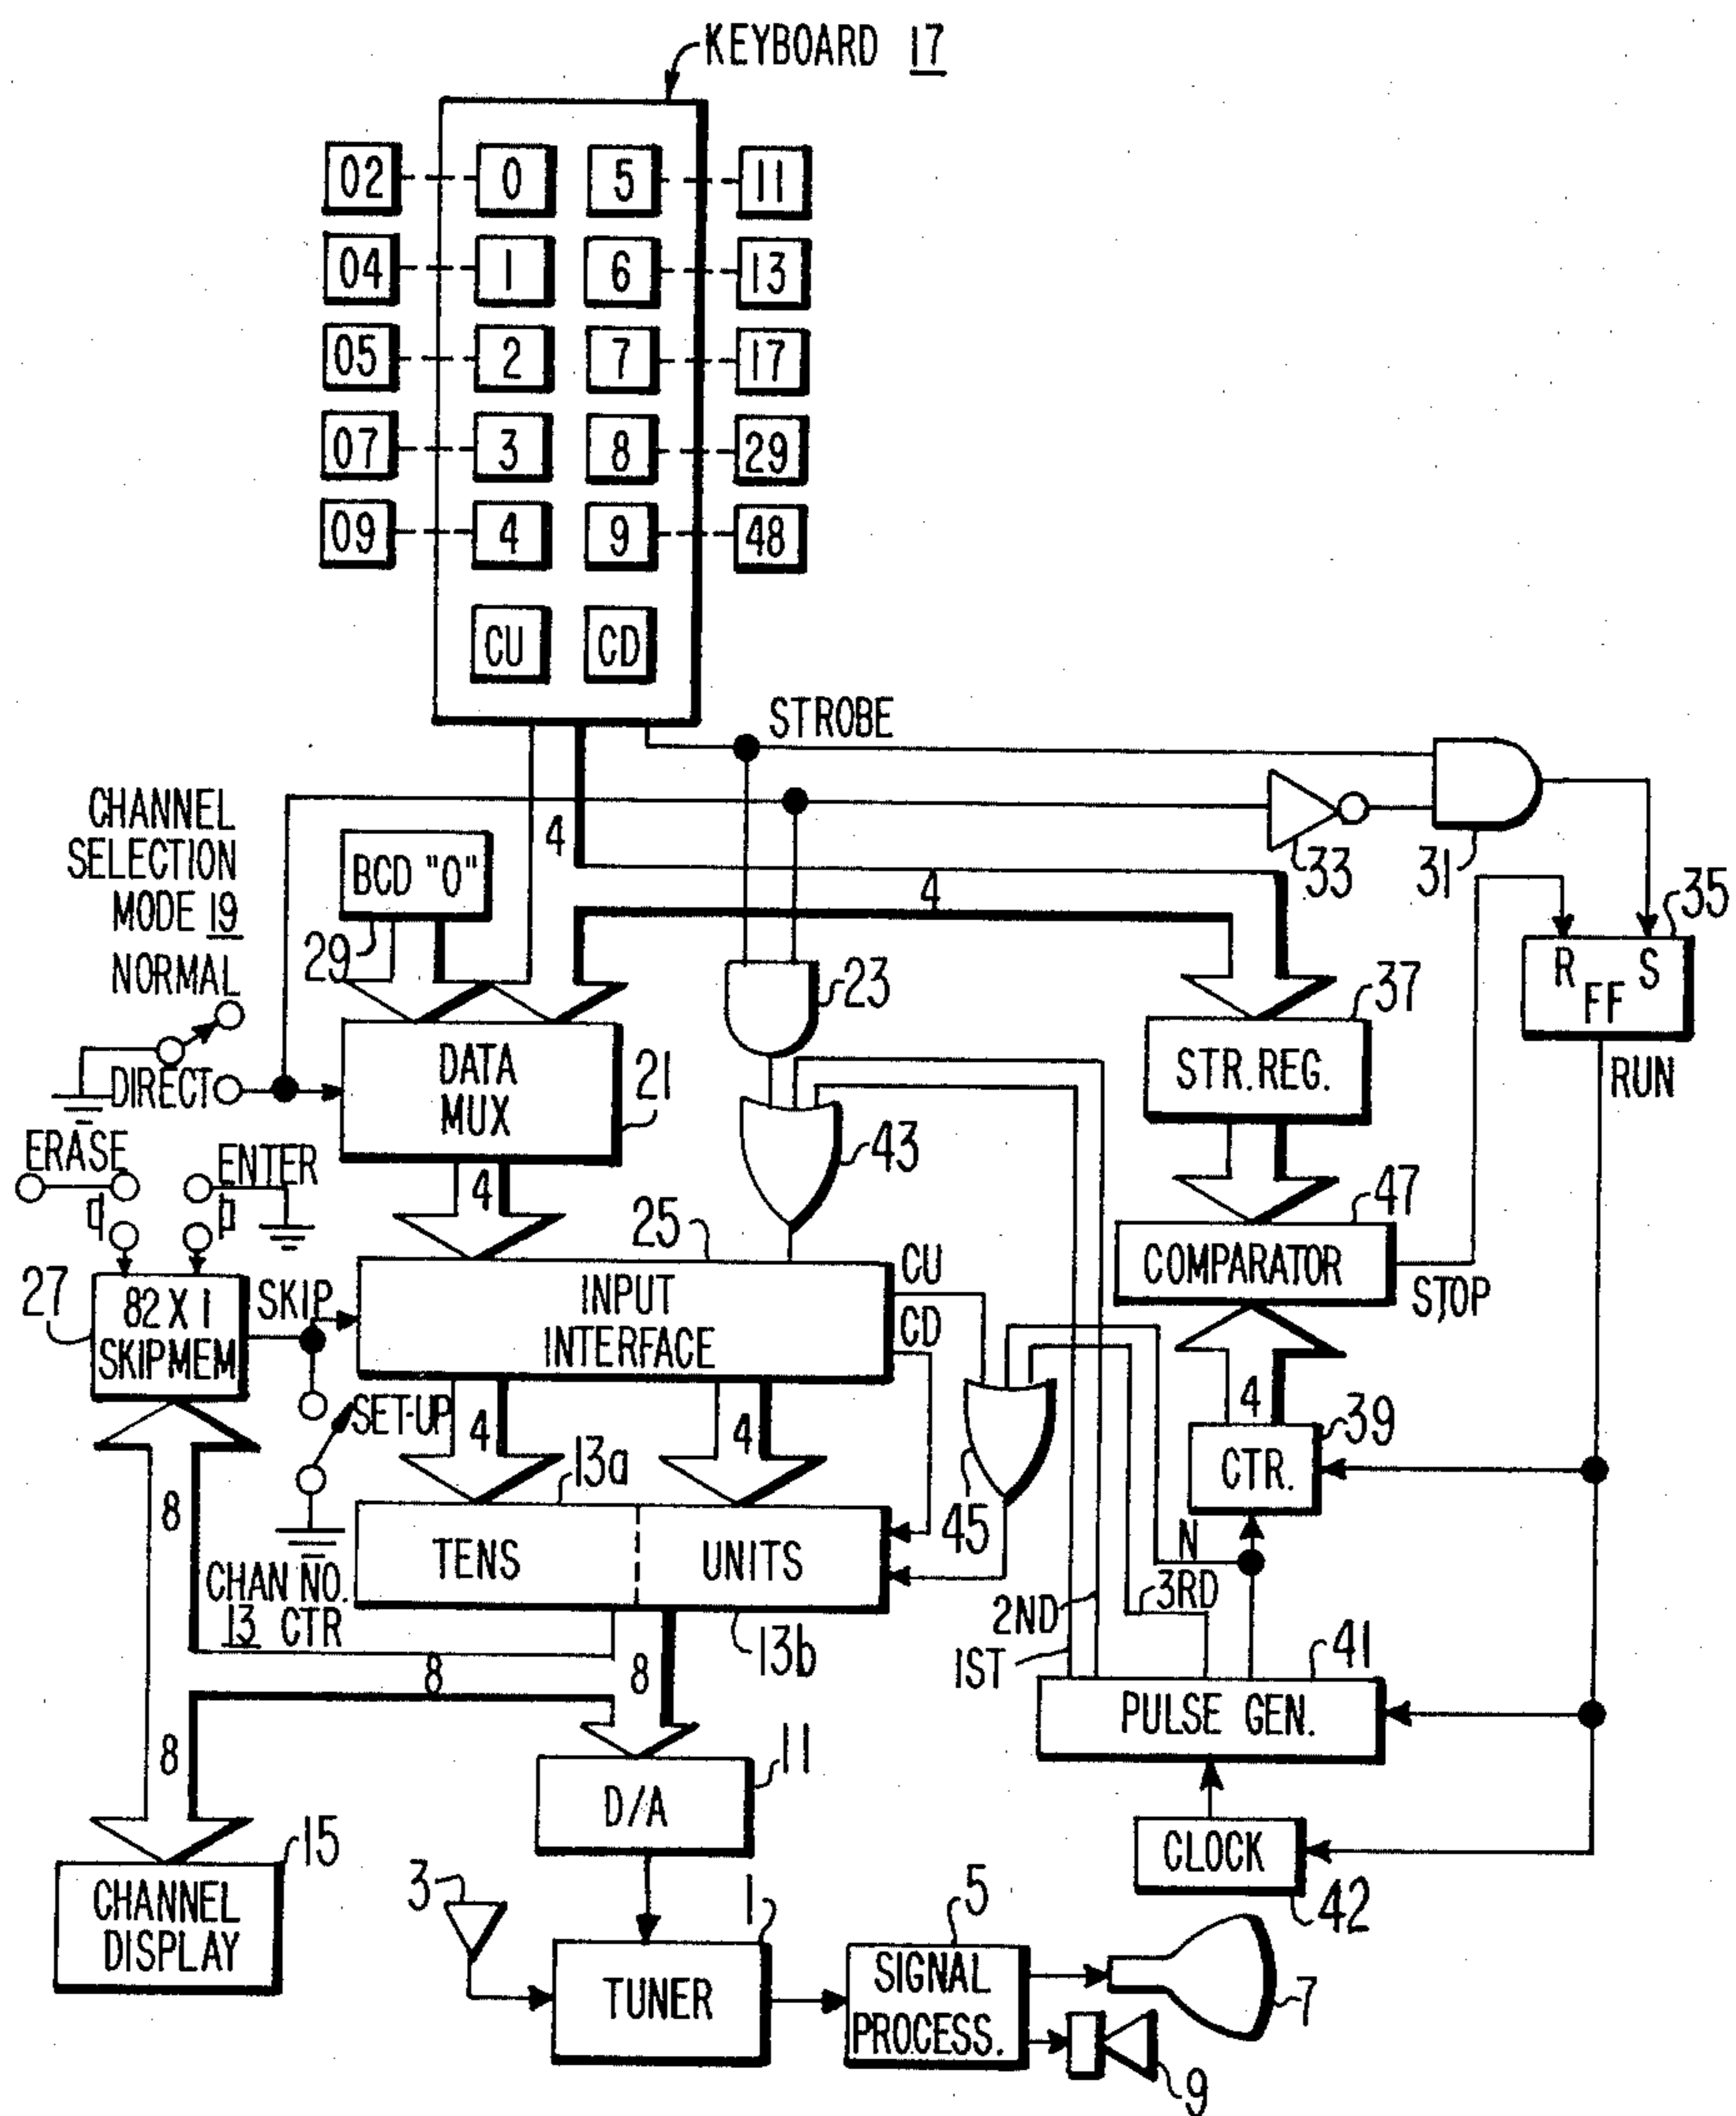 KEYBOARD 17
02 0 5 11
04 1 6 13
05 2 7 17
07 3 8 29
09 4 9 48
CU CD
STROBE
CHANNEL
SELECTION
MODE 19
NORMAL
DIRECT
BCD "0"
29
4
4
33
31
35
R S
FF
RUN
23
37
DATA
MUX
21
STR. REG.
43
ERASE
ENTER
4
25
47
27
82 X 1
SKIPMEM
SKIP
INPUT
INTERFACE
CU
CD
COMPARATOR
STOP
SET-UP
4
4
13a
45
4
39
CTR.
8
TENS
UNITS
N
3RD
2ND
1ST
CHAN NO.
13 CTR
13b
8
8
41
PULSE GEN.
8
11
D/A
15
CHANNEL
DISPLAY
CLOCK
42
3
1
5
TUNER
SIGNAL
PROCESS.
7
9